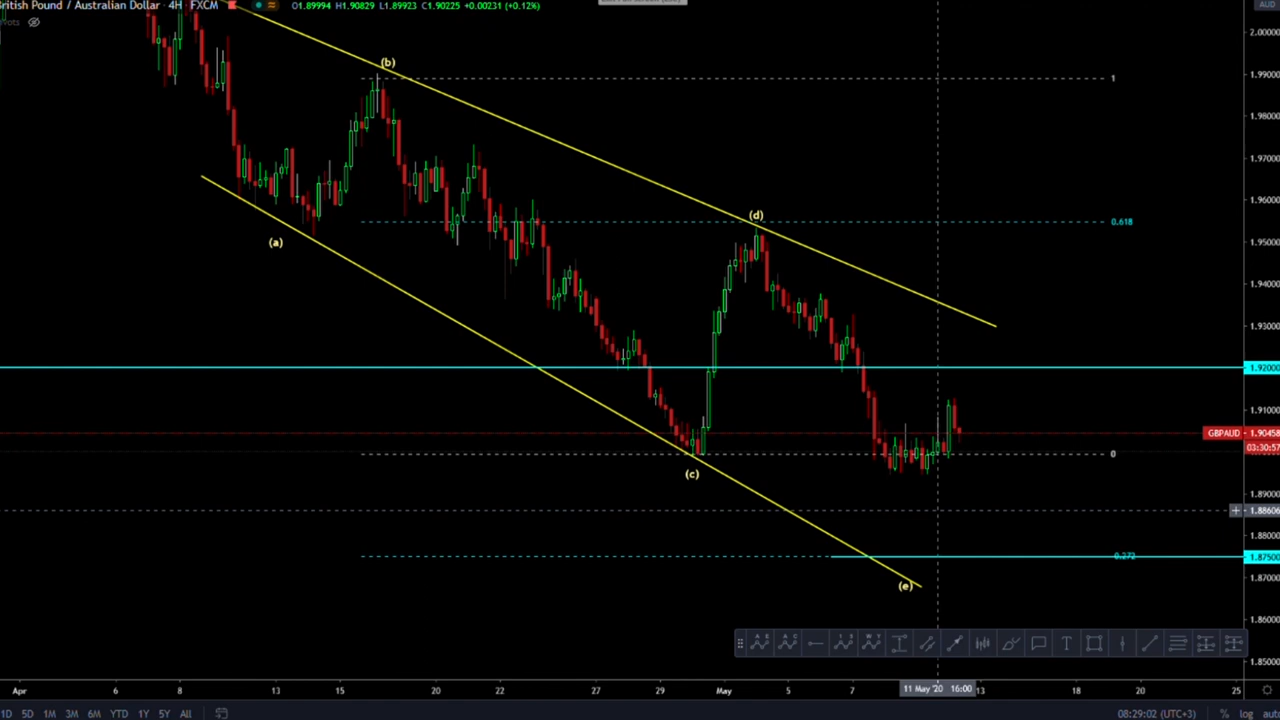 British Pound / Australian Dollar · 4H · FXCM O1.89994 H1.90829 L1.89923 C1.90225 +0.00231 (+0.12%)
AUD
2.00000
(b)
1
1.99000
1.98000
1.97000
1.96000
(d)
0.618
(a)
1.95000
1.94000
1.93000
1.92000
1.91000
GBPAUD 1.90458
03:30:57
0
(c)
1.89000
1.88606
0.272
1.87500
1.87000
(e)
1.86000
1.85000
Apr 6 8 13 15 20 22 27 29 May 5 7 11 May '20 16:00 13 18 20 25
1D 5D 1M 3M 6M YTD 1Y 5Y All 08:29:02 (UTC+3) % log auto